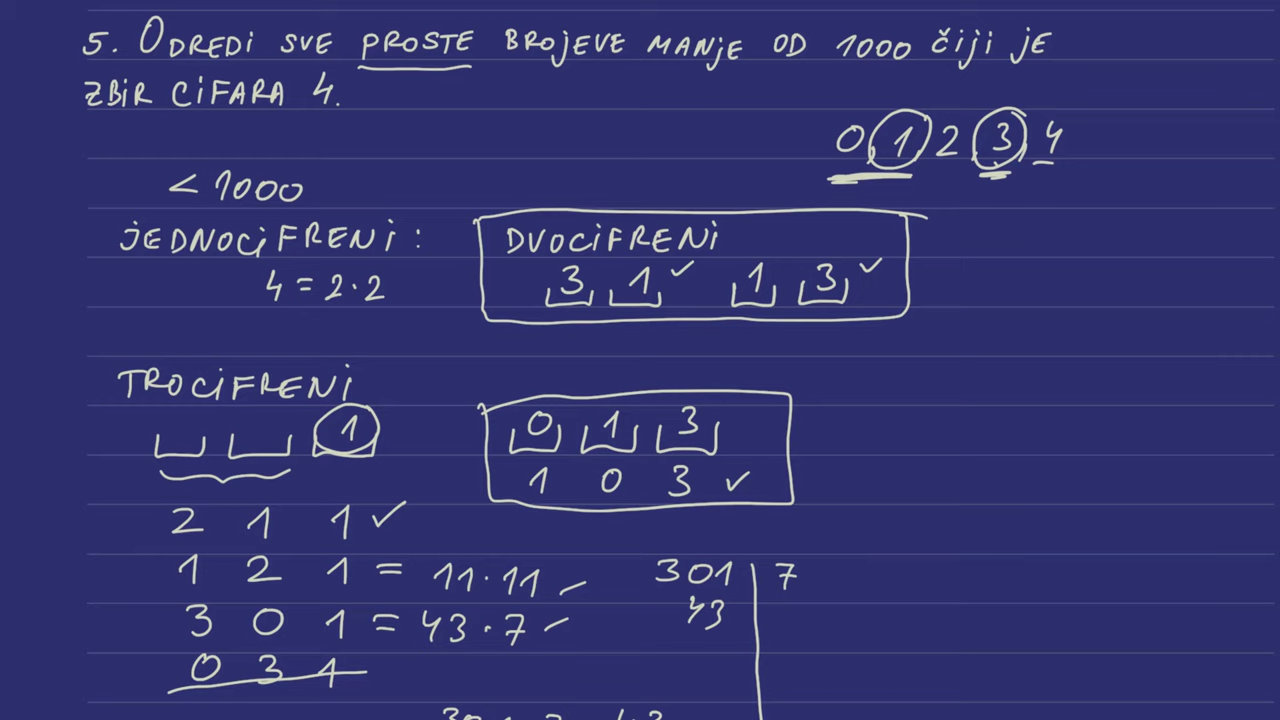 5. ODREDI SVE PROSTE BROJEVE MANJE OD 1000 ČIJI JE
ZBIR CIFARA 4.
0 1 2 3 4
< 1000
JEDNOCIFRENI:
4 = 2·2
DVOCIFRENI
3 1 ✓ 1 3 ✓
TROCIFRENI
1
0 1 3
1 0 3 ✓
2 1 1 ✓
1 2 1 = 11·11
3 0 1 = 43·7
0 3 1
301 | 7
43